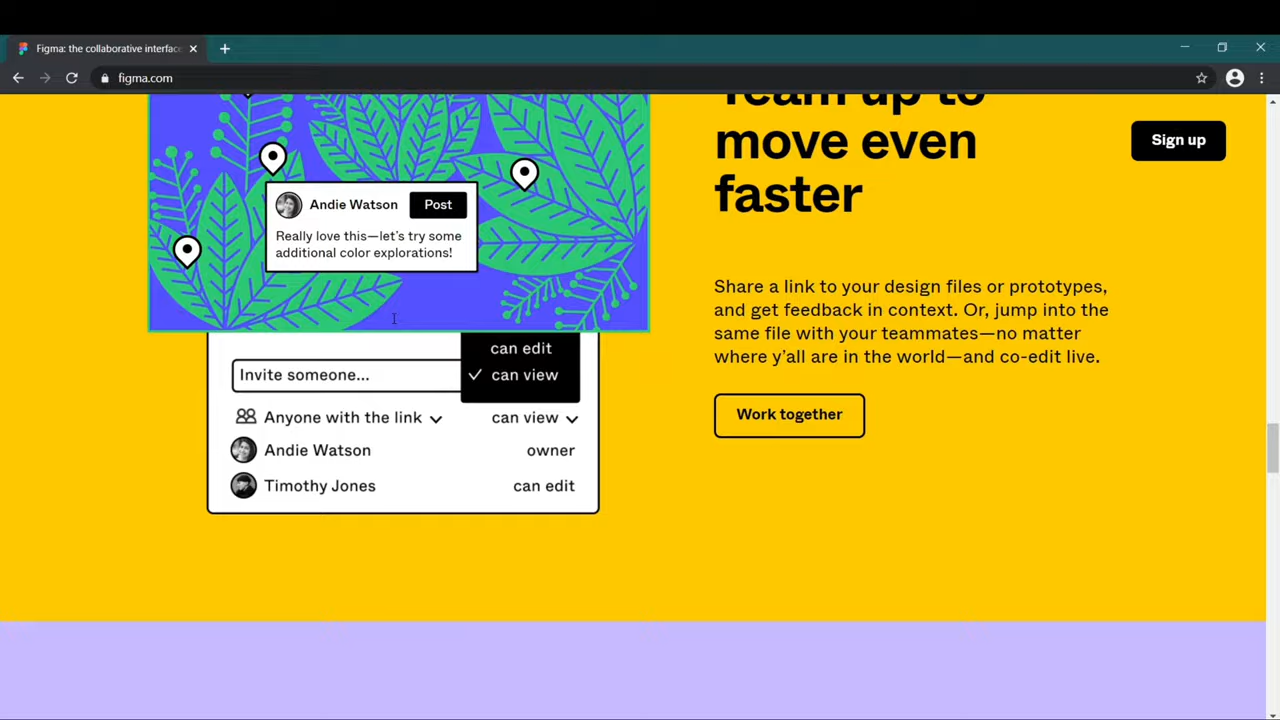 Figma: the collaborative interfac
figma.com
Team up to
move even
faster
Sign up
Andie Watson
Post
Really love this—let's try some
additional color explorations!
Share a link to your design files or prototypes,
and get feedback in context. Or, jump into the
same file with your teammates—no matter
where y'all are in the world—and co-edit live.
Work together
can edit
Invite someone...
can view
Anyone with the link
can view
Andie Watson
owner
Timothy Jones
can edit